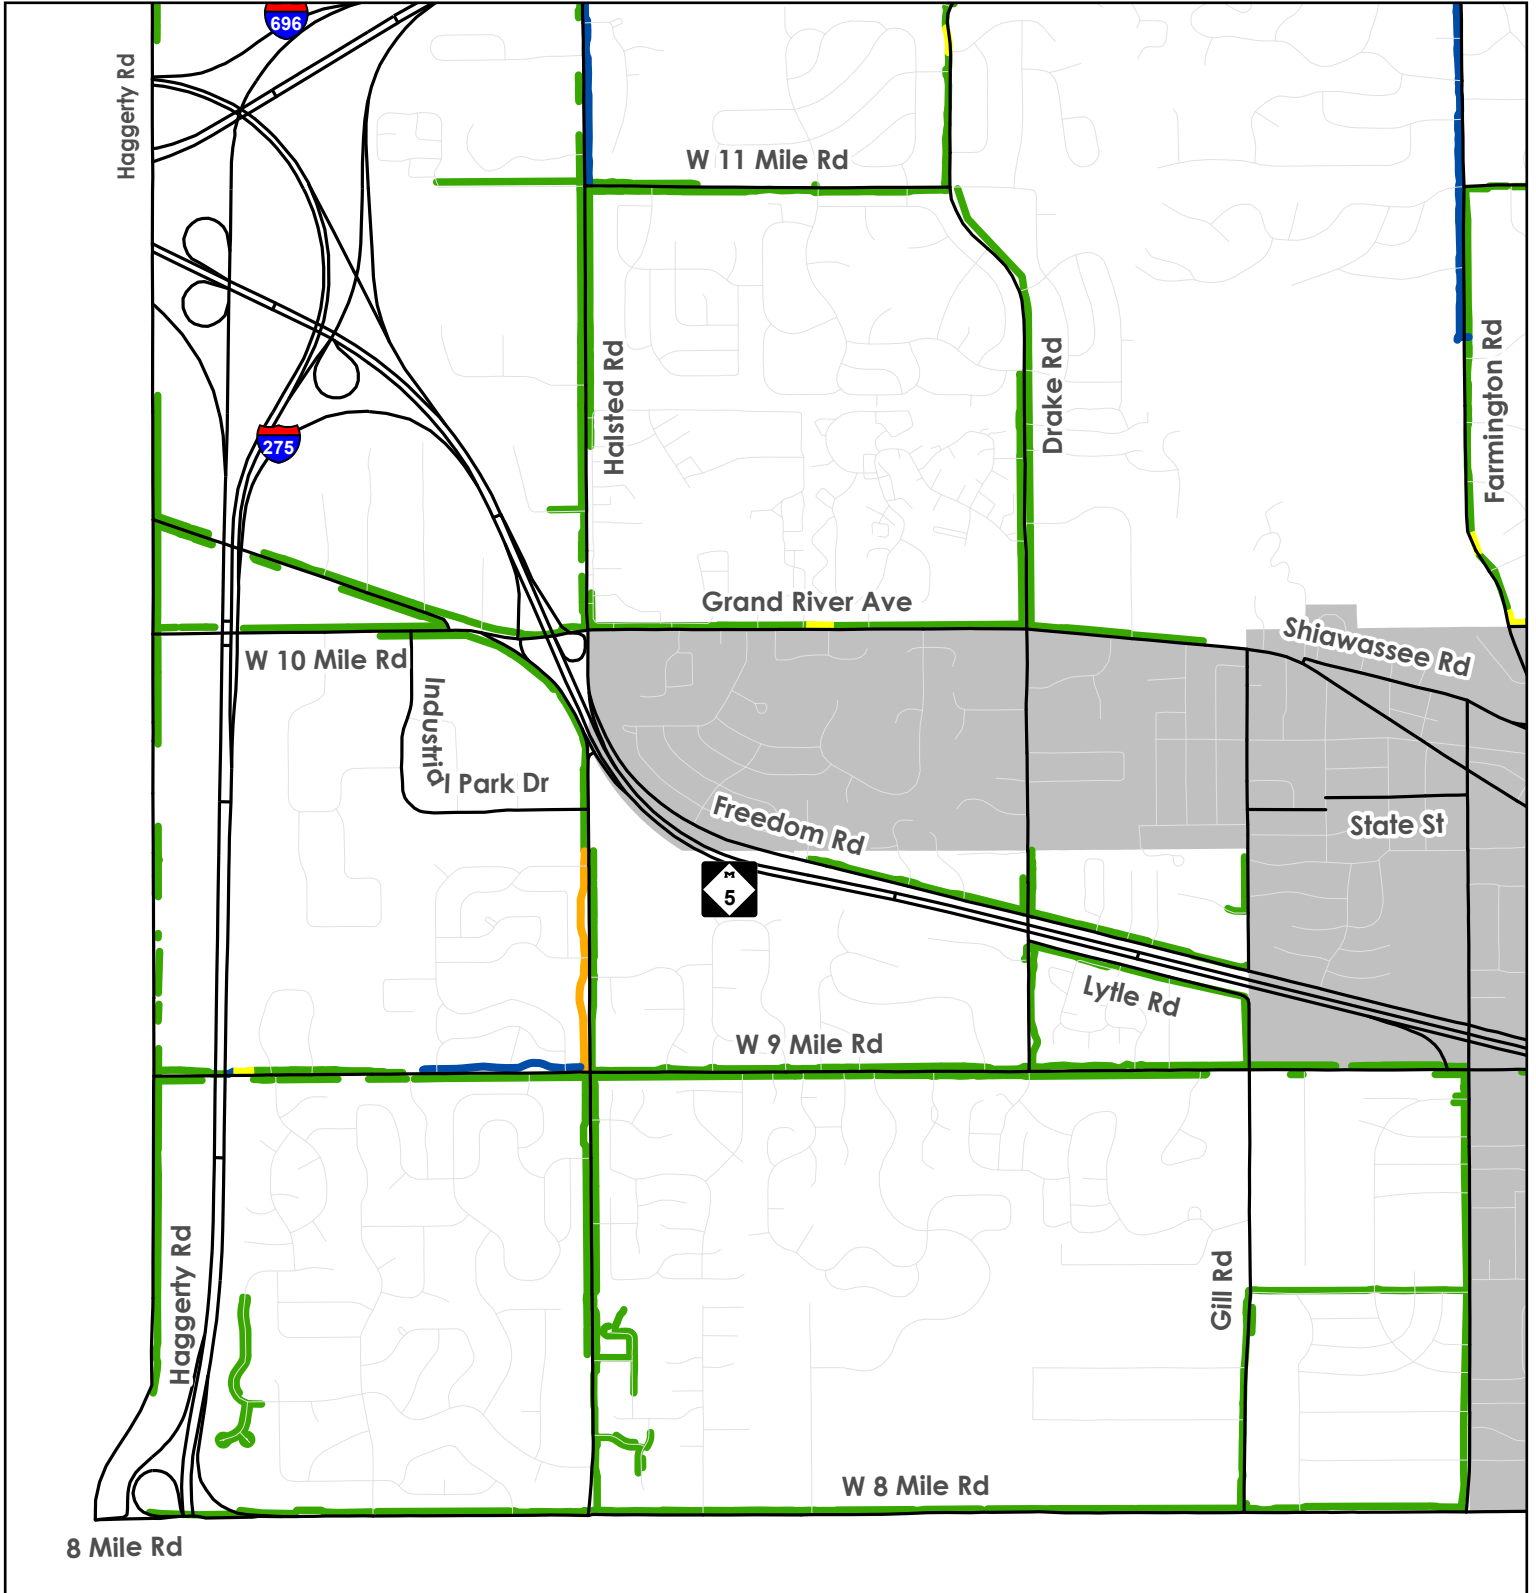 696
Haggerty Rd
W 11 Mile Rd
Halsted Rd
Drake Rd
Farmington Rd
275
Grand River Ave
Shiawassee Rd
W 10 Mile Rd
Industrial Park Dr
Freedom Rd
State St
M
5
Lytle Rd
W 9 Mile Rd
Haggerty Rd
Gill Rd
W 8 Mile Rd
8 Mile Rd